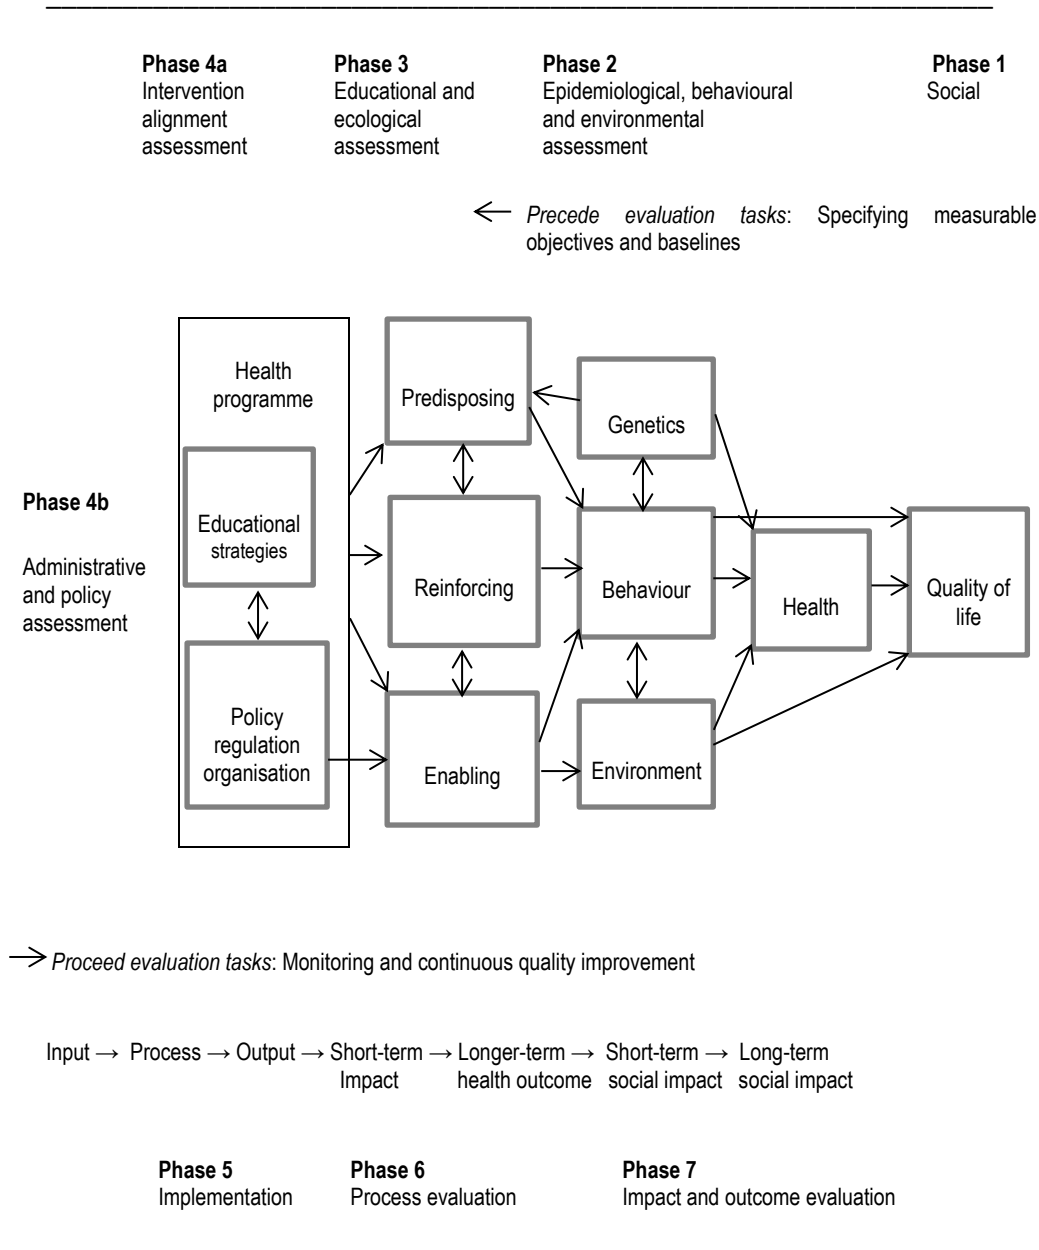 Phase 4a
Intervention
alignment
assessment
Phase 3
Educational and
ecological
assessment
Phase 2
Epidemiological, behavioural
and environmental
assessment
Phase 1
Social
← Precede evaluation tasks: Specifying measurable
objectives and baselines
Phase 4b
Administrative
and policy
assessment
Health
programme
Educational
strategies
Policy
regulation
organisation
Predisposing
Reinforcing
Enabling
Genetics
Behaviour
Environment
Health
Quality of
life
→ Proceed evaluation tasks: Monitoring and continuous quality improvement
Input → Process → Output → Short-term → Longer-term → Short-term → Long-term
Impact health outcome social impact social impact
Phase 5
Implementation
Phase 6
Process evaluation
Phase 7
Impact and outcome evaluation